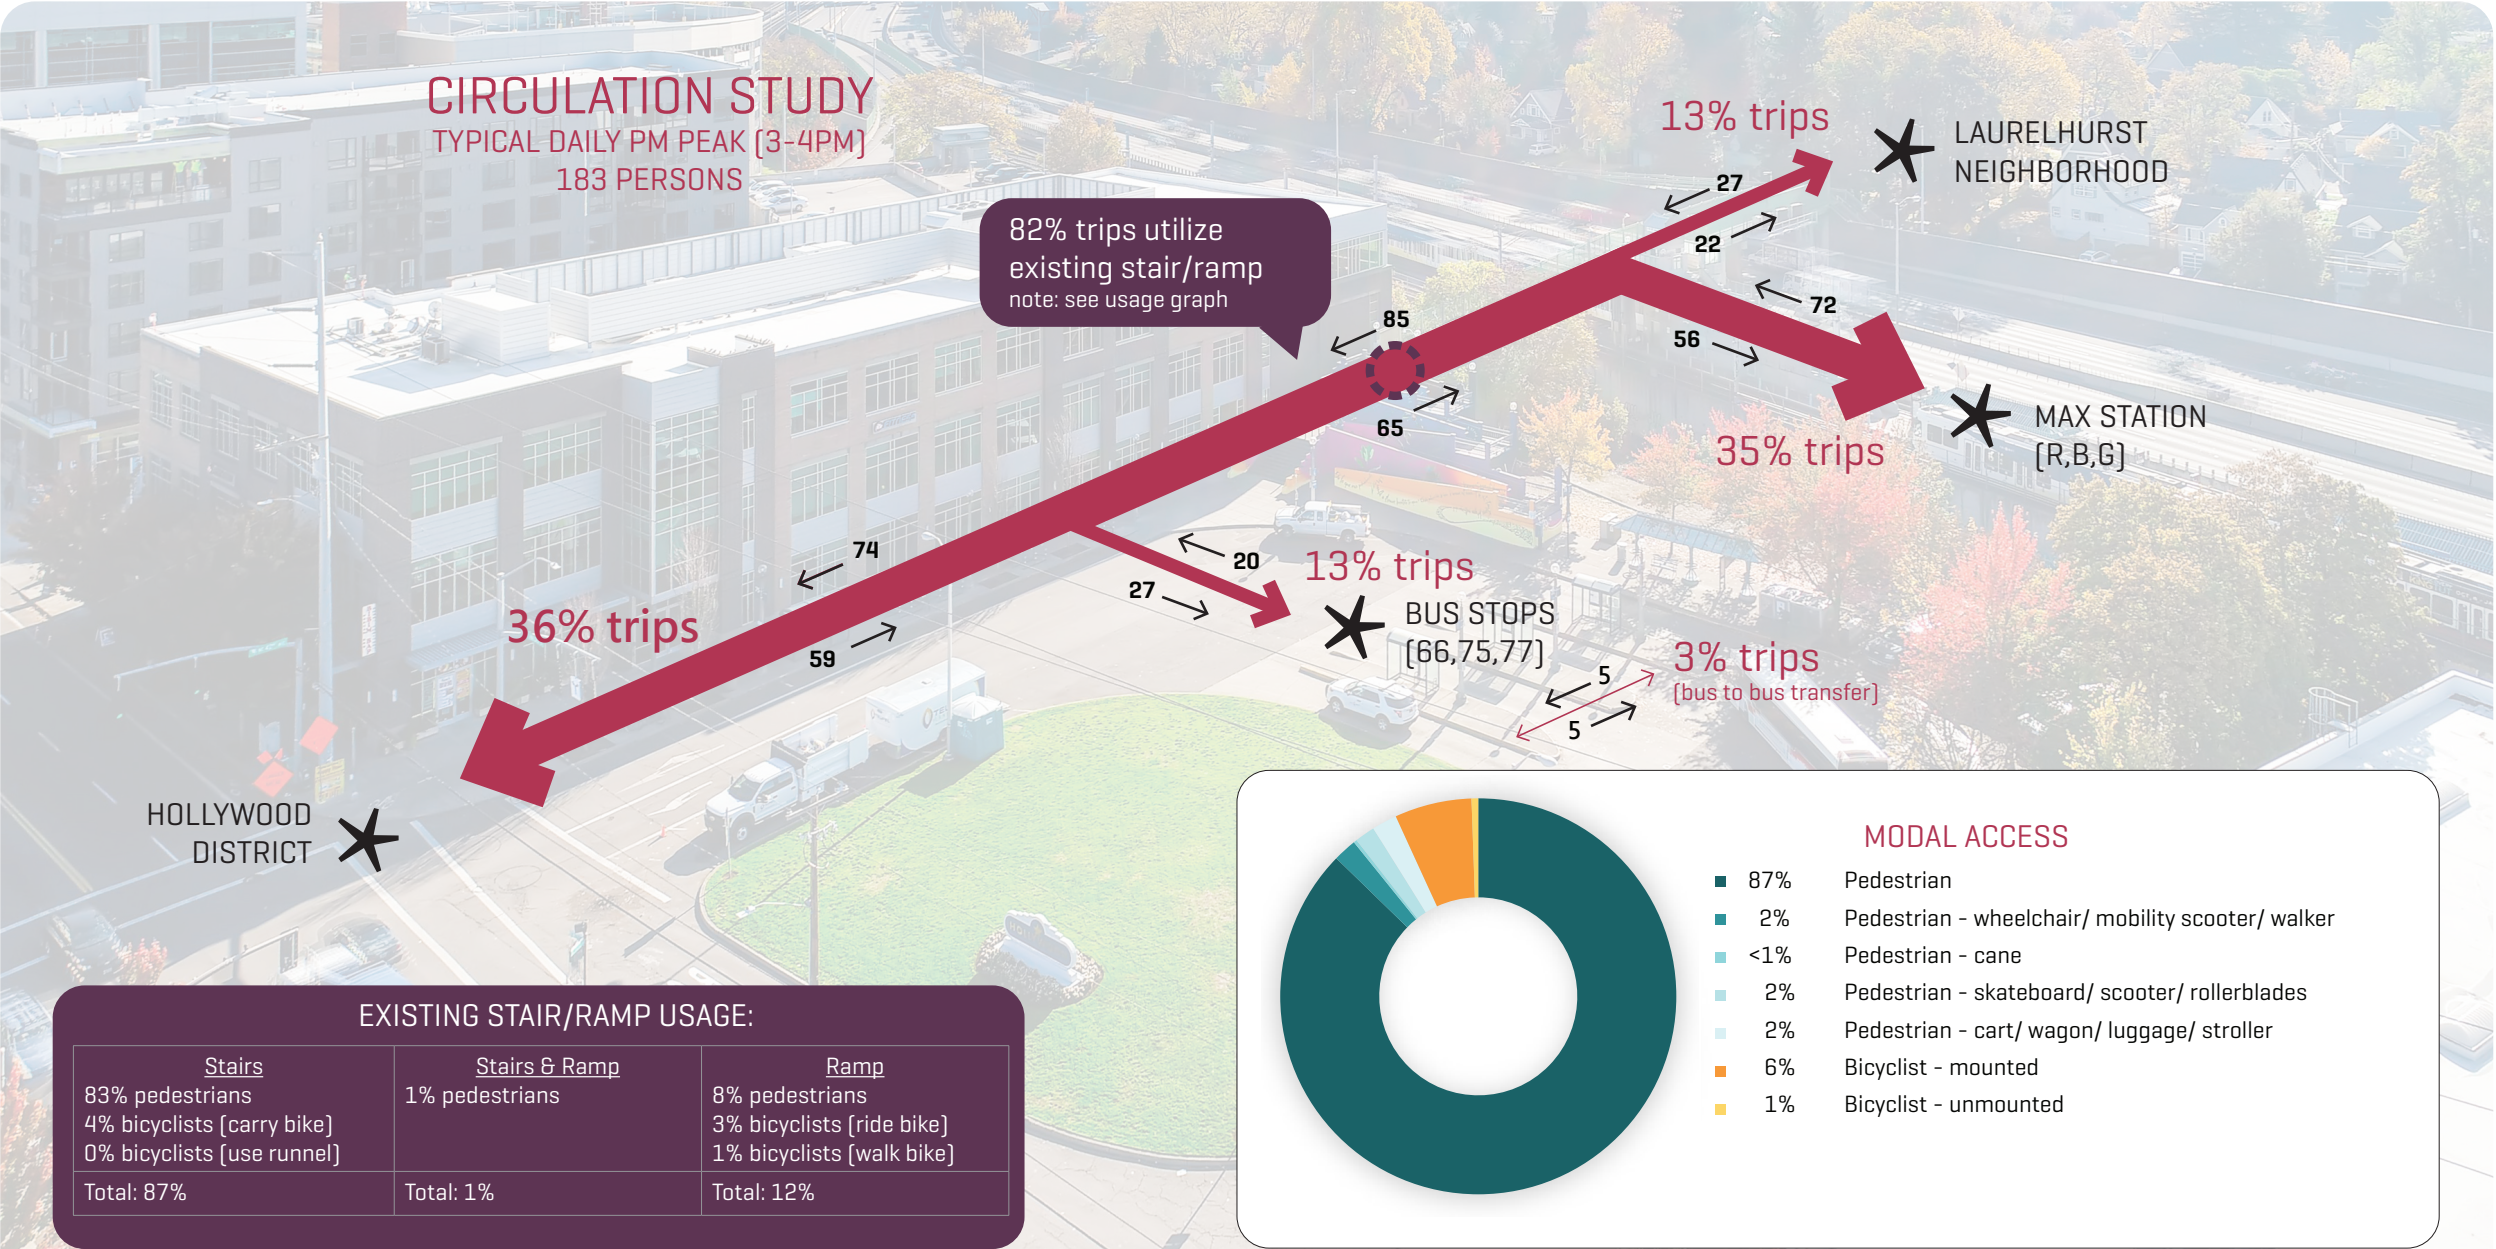 CIRCULATION STUDY
TYPICAL DAILY PM PEAK (3-4PM)
183 PERSONS
13% trips
LAURELHURST
NEIGHBORHOOD
27
22
82% trips utilize
existing stair/ramp
note: see usage graph
85
65
72
56
35% trips
MAX STATION
(R,B,G)
74
59
36% trips
20
27
13% trips
BUS STOPS
(66,75,77)
5
5
3% trips
(bus to bus transfer)
HOLLYWOOD
DISTRICT
EXISTING STAIR/RAMP USAGE:
Stairs
83% pedestrians
4% bicyclists (carry bike)
0% bicyclists (use runnel)
Total: 87%
Stairs & Ramp
1% pedestrians
Total: 1%
Ramp
8% pedestrians
3% bicyclists (ride bike)
1% bicyclists (walk bike)
Total: 12%
MODAL ACCESS
87% Pedestrian
2% Pedestrian - wheelchair/ mobility scooter/ walker
<1% Pedestrian - cane
2% Pedestrian - skateboard/ scooter/ rollerblades
2% Pedestrian - cart/ wagon/ luggage/ stroller
6% Bicyclist - mounted
1% Bicyclist - unmounted